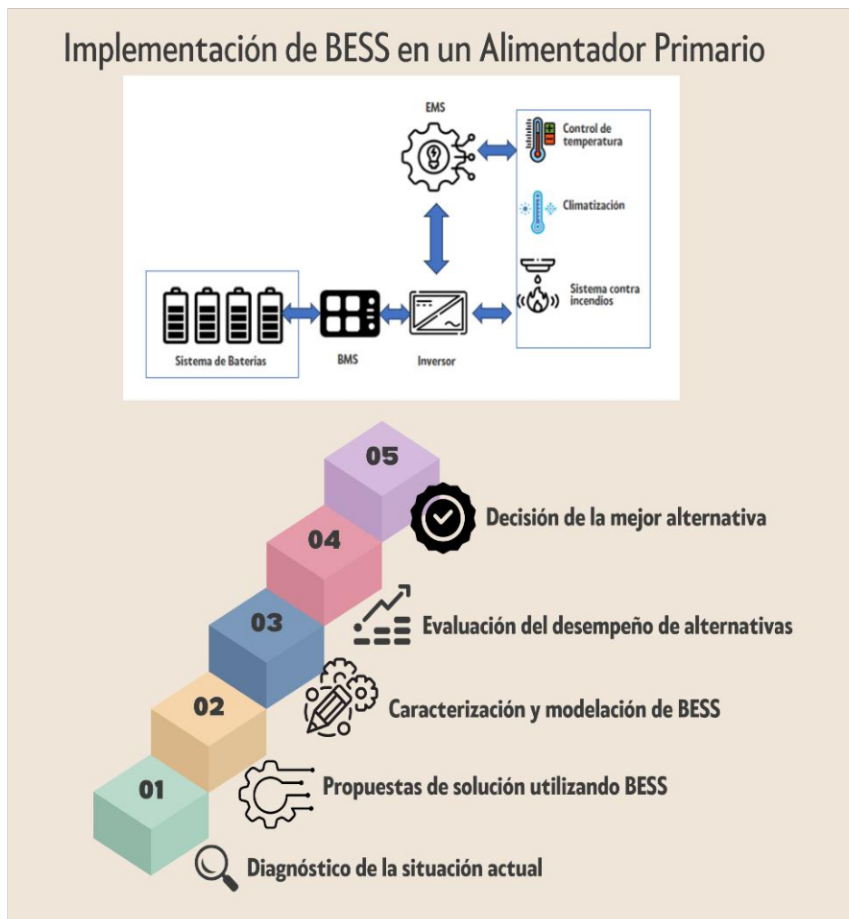 Implementación de BESS en un Alimentador Primario
EMS
Control de
temperatura
Climatización
Sistema contra
incendios
Sistema de Baterias
BMS
Inversor
05
Decisión de la mejor alternativa
04
Evaluación del desempeño de alternativas
03
Caracterización y modelación de BESS
02
Propuestas de solución utilizando BESS
01
Diagnóstico de la situación actual